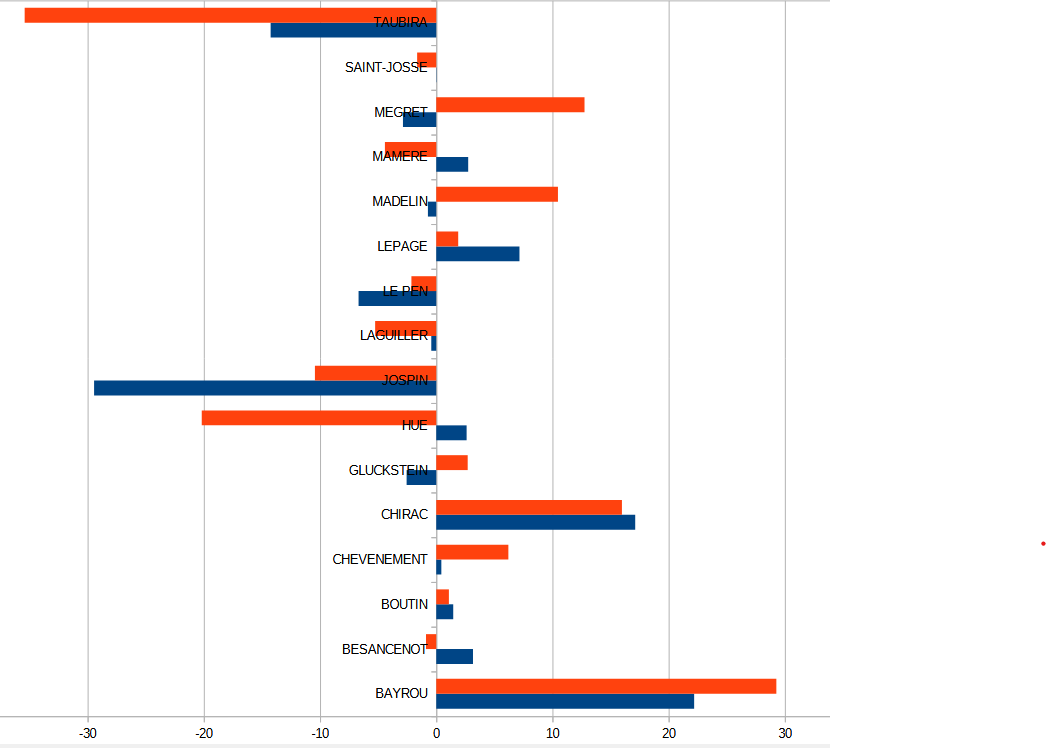 TAUBIRA
SAINT-JOSSE
MEGRET
MAMERE
MADELIN
LEPAGE
LE PEN
LAGUILLER
JOSPIN
HUE
GLUCKSTEIN
CHIRAC
CHEVENEMENT
BOUTIN
BESANCENOT
BAYROU
-30 -20 -10 0 10 20 30